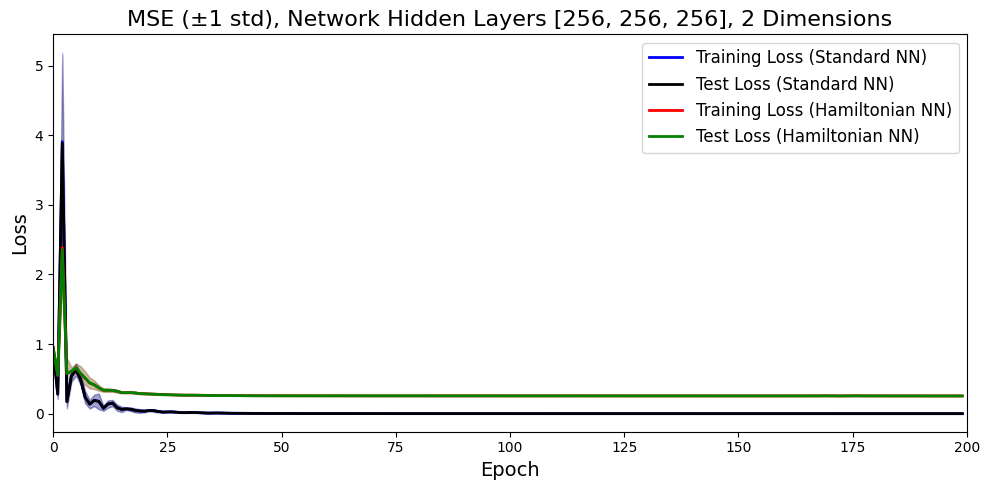 MSE (±1 std), Network Hidden Layers [256, 256, 256], 2 Dimensions
Training Loss (Standard NN)
Test Loss (Standard NN)
Training Loss (Hamiltonian NN)
Test Loss (Hamiltonian NN)
Loss
5
4
3
2
1
0
0 25 50 75 100 125 150 175 200
Epoch